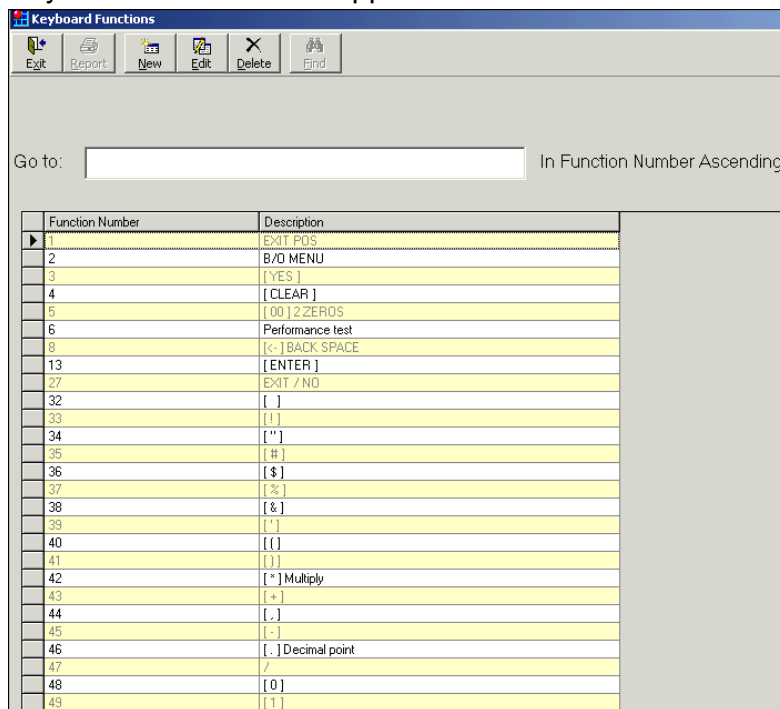 Keyboard Functions
Exit Report New Edit Delete Find
Go to: In Function Number Ascending
Function Number Description
1 EXIT POS
2 B/O MENU
3 [ YES ]
4 [ CLEAR ]
5 [ 00 ] 2 ZEROS
6 Performance test
8 [<- ] BACK SPACE
13 [ ENTER ]
27 EXIT / NO
32 [ ]
33 [ ! ]
34 [ " ]
35 [ # ]
36 [ $ ]
37 [ % ]
38 [ & ]
39 [ ' ]
40 [ ( ]
41 [ ) ]
42 [ * ] Multiply
43 [ + ]
44 [ , ]
45 [ - ]
46 [ . ] Decimal point
47 /
48 [ 0 ]
49 [ 1 ]